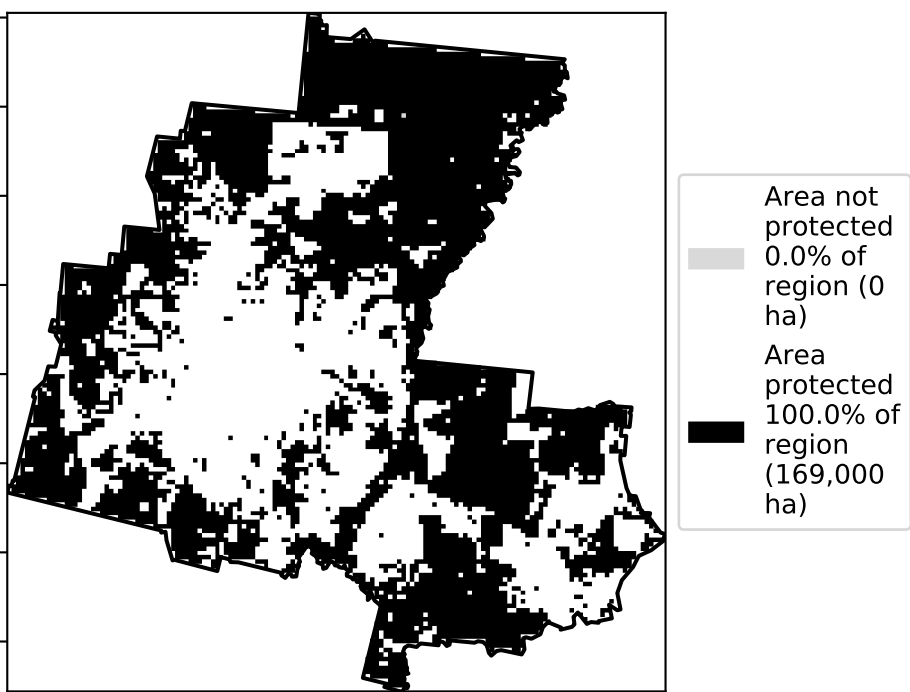 Area not
protected
0.0% of
region (0
ha)
Area
protected
100.0% of
region
(169,000
ha)